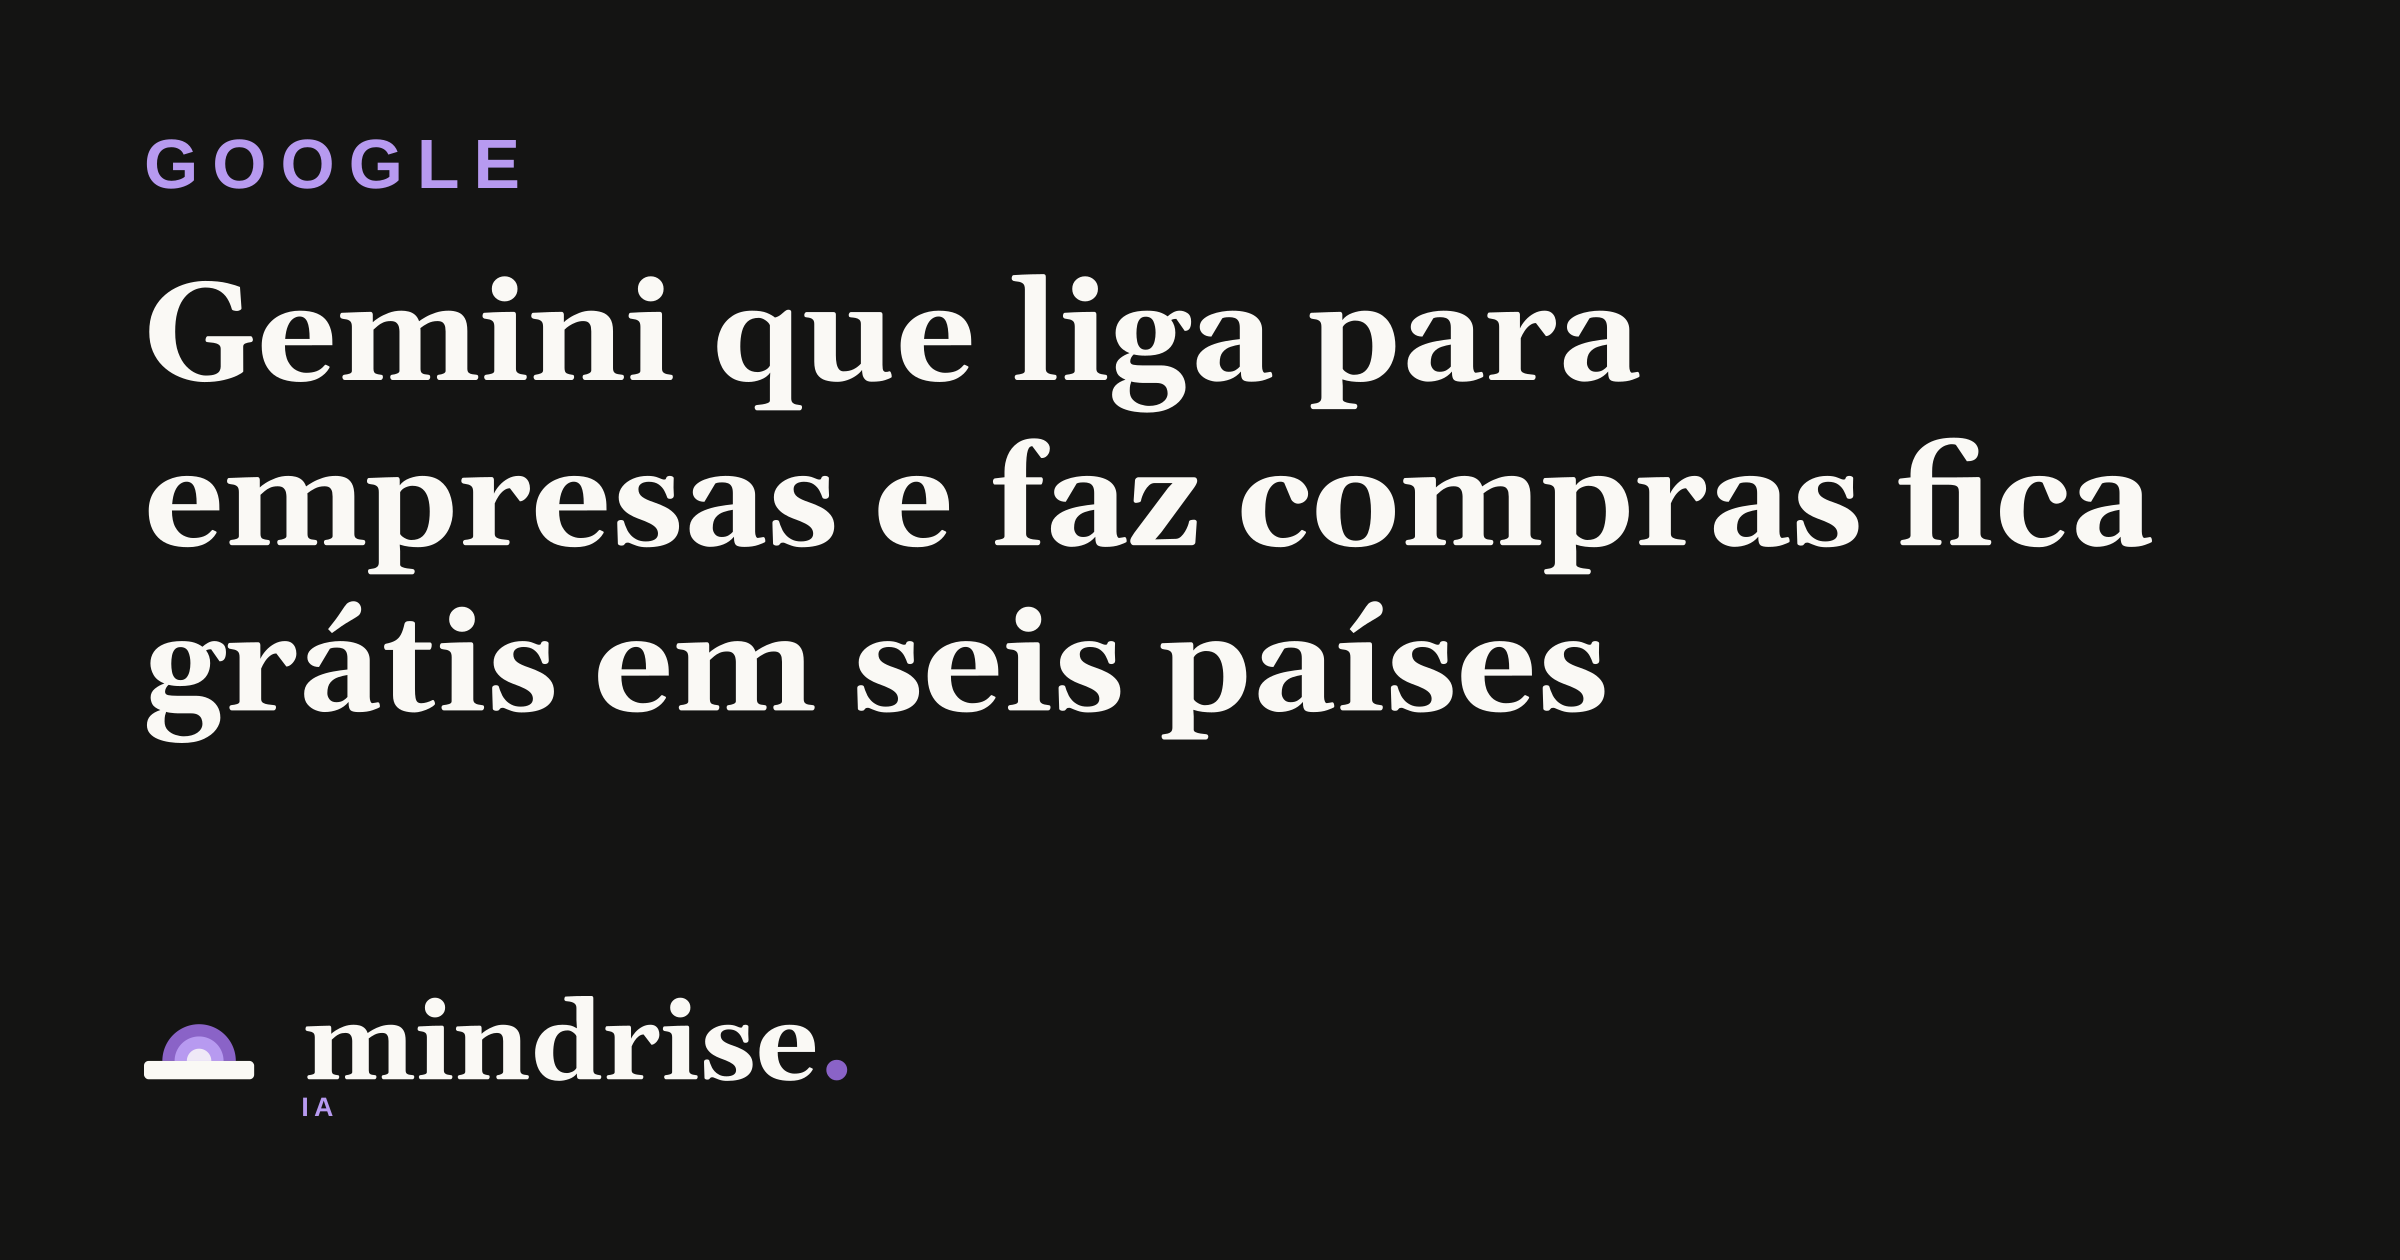 GOOGLE
Gemini que liga para
empresas e faz compras fica
grátis em seis países
mindrise.
IA